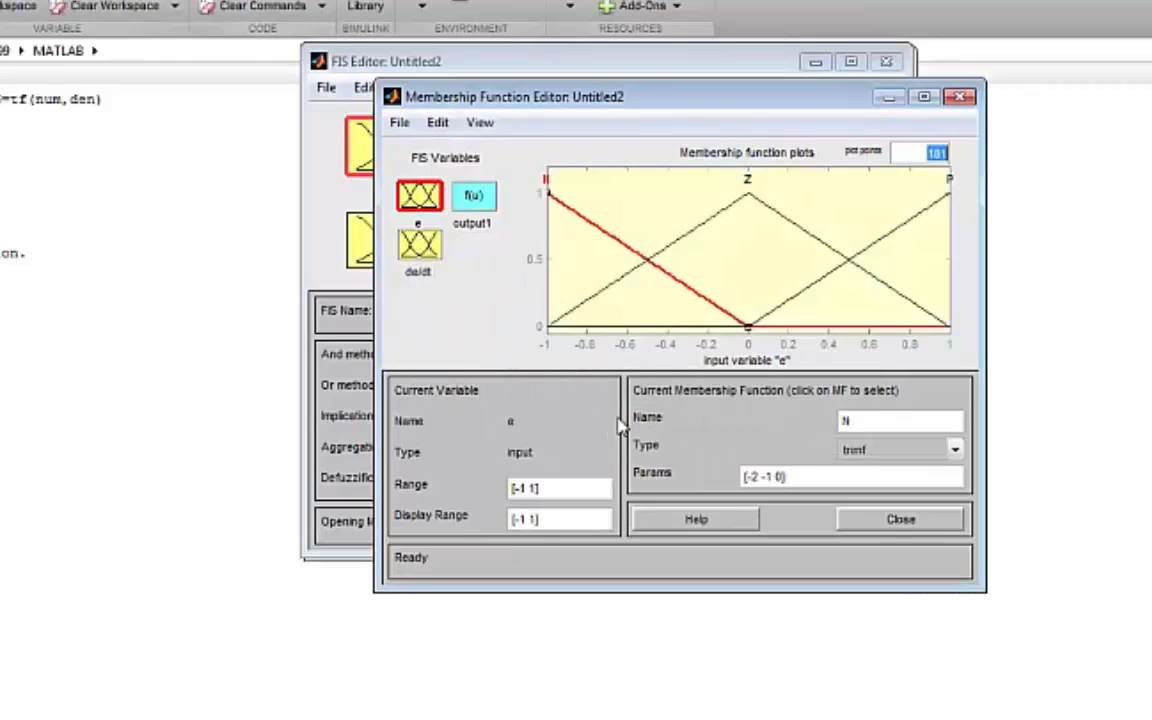 kspace Clear Workspace Clear Commands Library Add-Ons
VARIABLE CODE SIMULINK ENVIRONMENT RESOURCES
99 MATLAB
=tf(num,den)
on.
FIS Editor: Untitled2
File Edi
FIS Name:
And metho
Or method
Implication
Aggregati
Defuzzific
Opening M
Membership Function Editor: Untitled2
File Edit View
FIS Variables
e
f(u)
output1
de/dt
Membership function plots plot points 181
Z P
1
0.5
0
-1 -0.8 -0.6 -0.4 -0.2 0 0.2 0.4 0.6 0.8 1
input variable "e"
Current Variable
Name e
Type input
Range [-1 1]
Display Range [-1 1]
Current Membership Function (click on MF to select)
Name N
Type trimf
Params [-2 -1 0]
Help Close
Ready